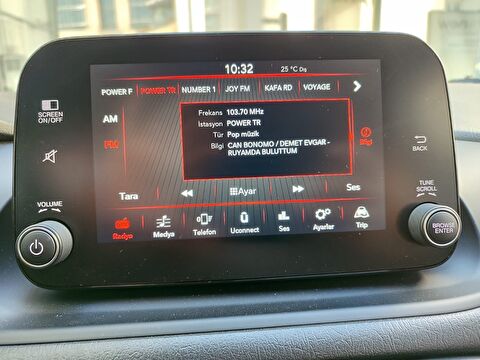 10:32
25 °C Dış
POWER F POWER TR NUMBER 1 JOY FM KAFA RD VOYAGE
SCREEN
ON/OFF
AM
FM
Frekans 103.70 MHz
İstasyon POWER TR
Tür Pop müzik
Bilgi CAN BONOMO / DEMET EVGAR -
RUYAMDA BULUTTUM
Bilgi
BACK
Tara
Ayar
Ses
VOLUME
TUNE
SCROLL
BROWSE
ENTER
Radyo Medya Telefon Uconnect Ses Ayarlar Trip